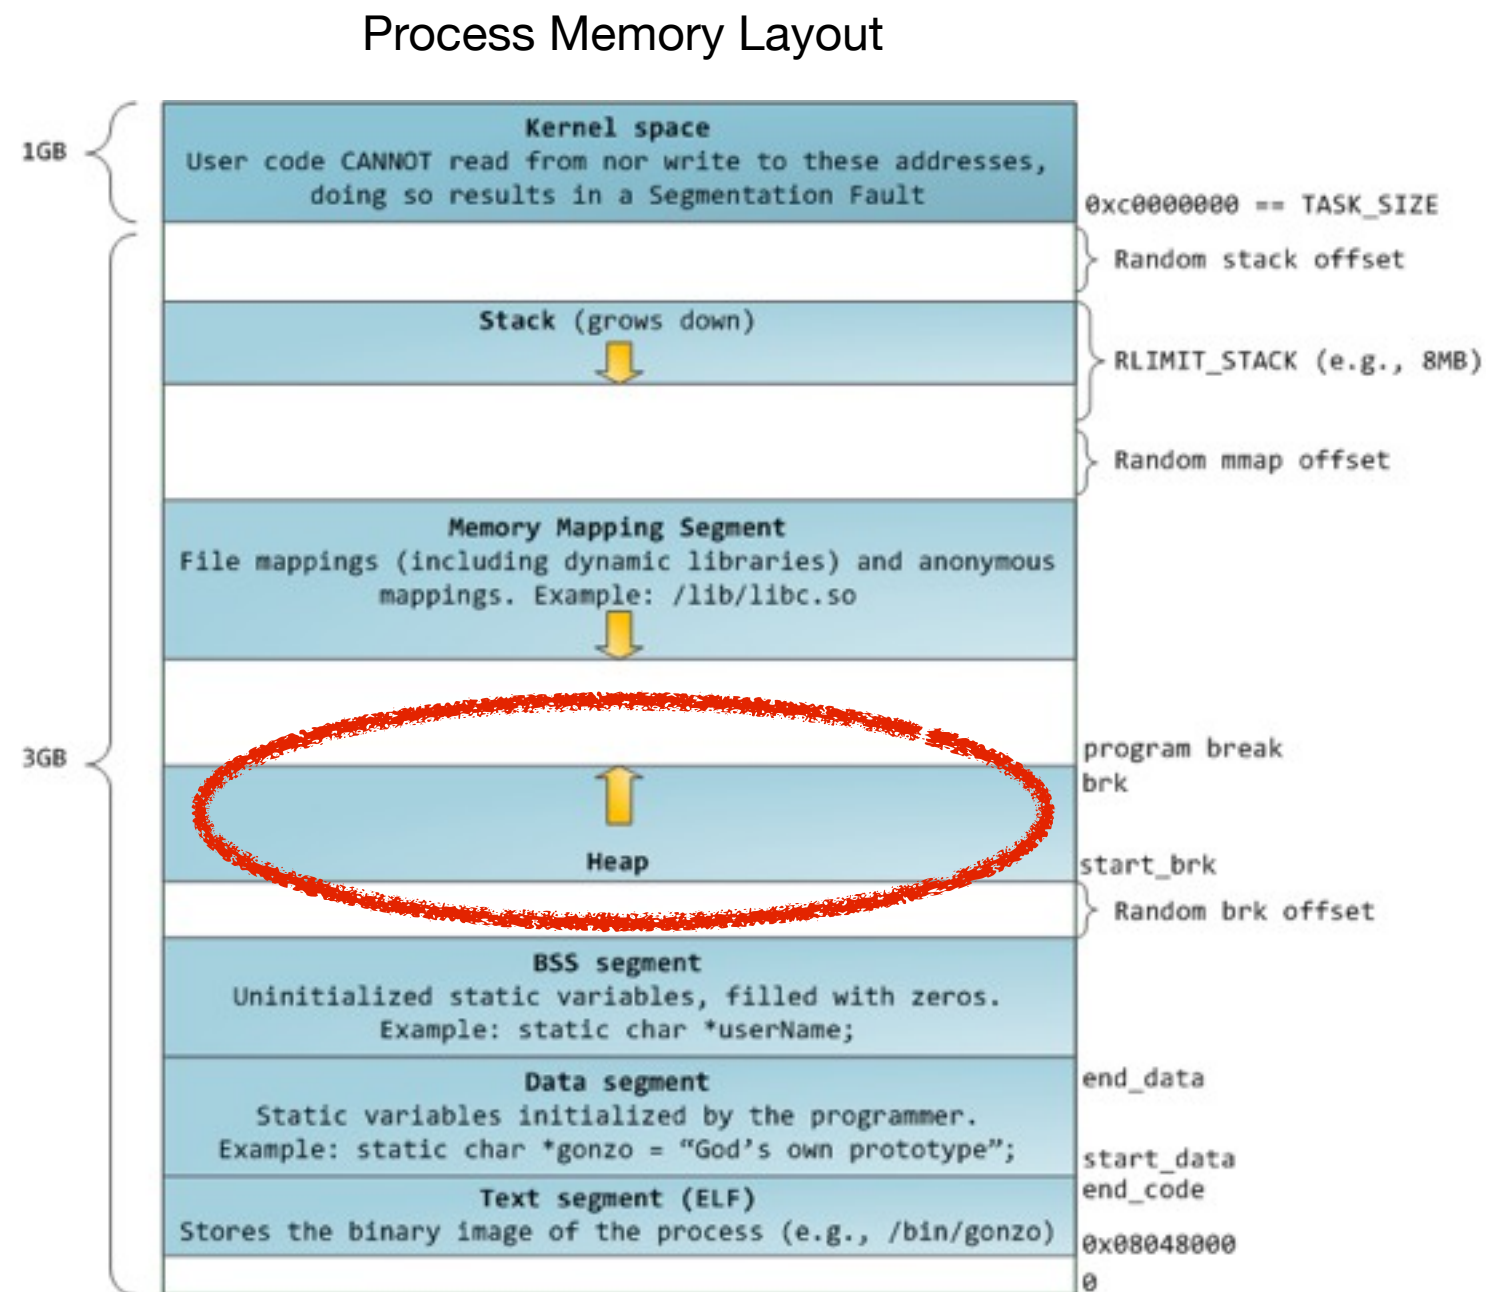 Process Memory Layout
1GB
Kernel space
User code CANNOT read from nor write to these addresses,
doing so results in a Segmentation Fault
0xc0000000 == TASK_SIZE
Random stack offset
Stack (grows down)
RLIMIT_STACK (e.g., 8MB)
Random mmap offset
Memory Mapping Segment
File mappings (including dynamic libraries) and anonymous
mappings. Example: /lib/libc.so
3GB
program break
brk
Heap
start_brk
Random brk offset
BSS segment
Uninitialized static variables, filled with zeros.
Example: static char *userName;
Data segment
end_data
Static variables initialized by the programmer.
Example: static char *gonzo = “God’s own prototype”;
start_data
Text segment (ELF)
end_code
Stores the binary image of the process (e.g., /bin/gonzo)
0x08048000
0